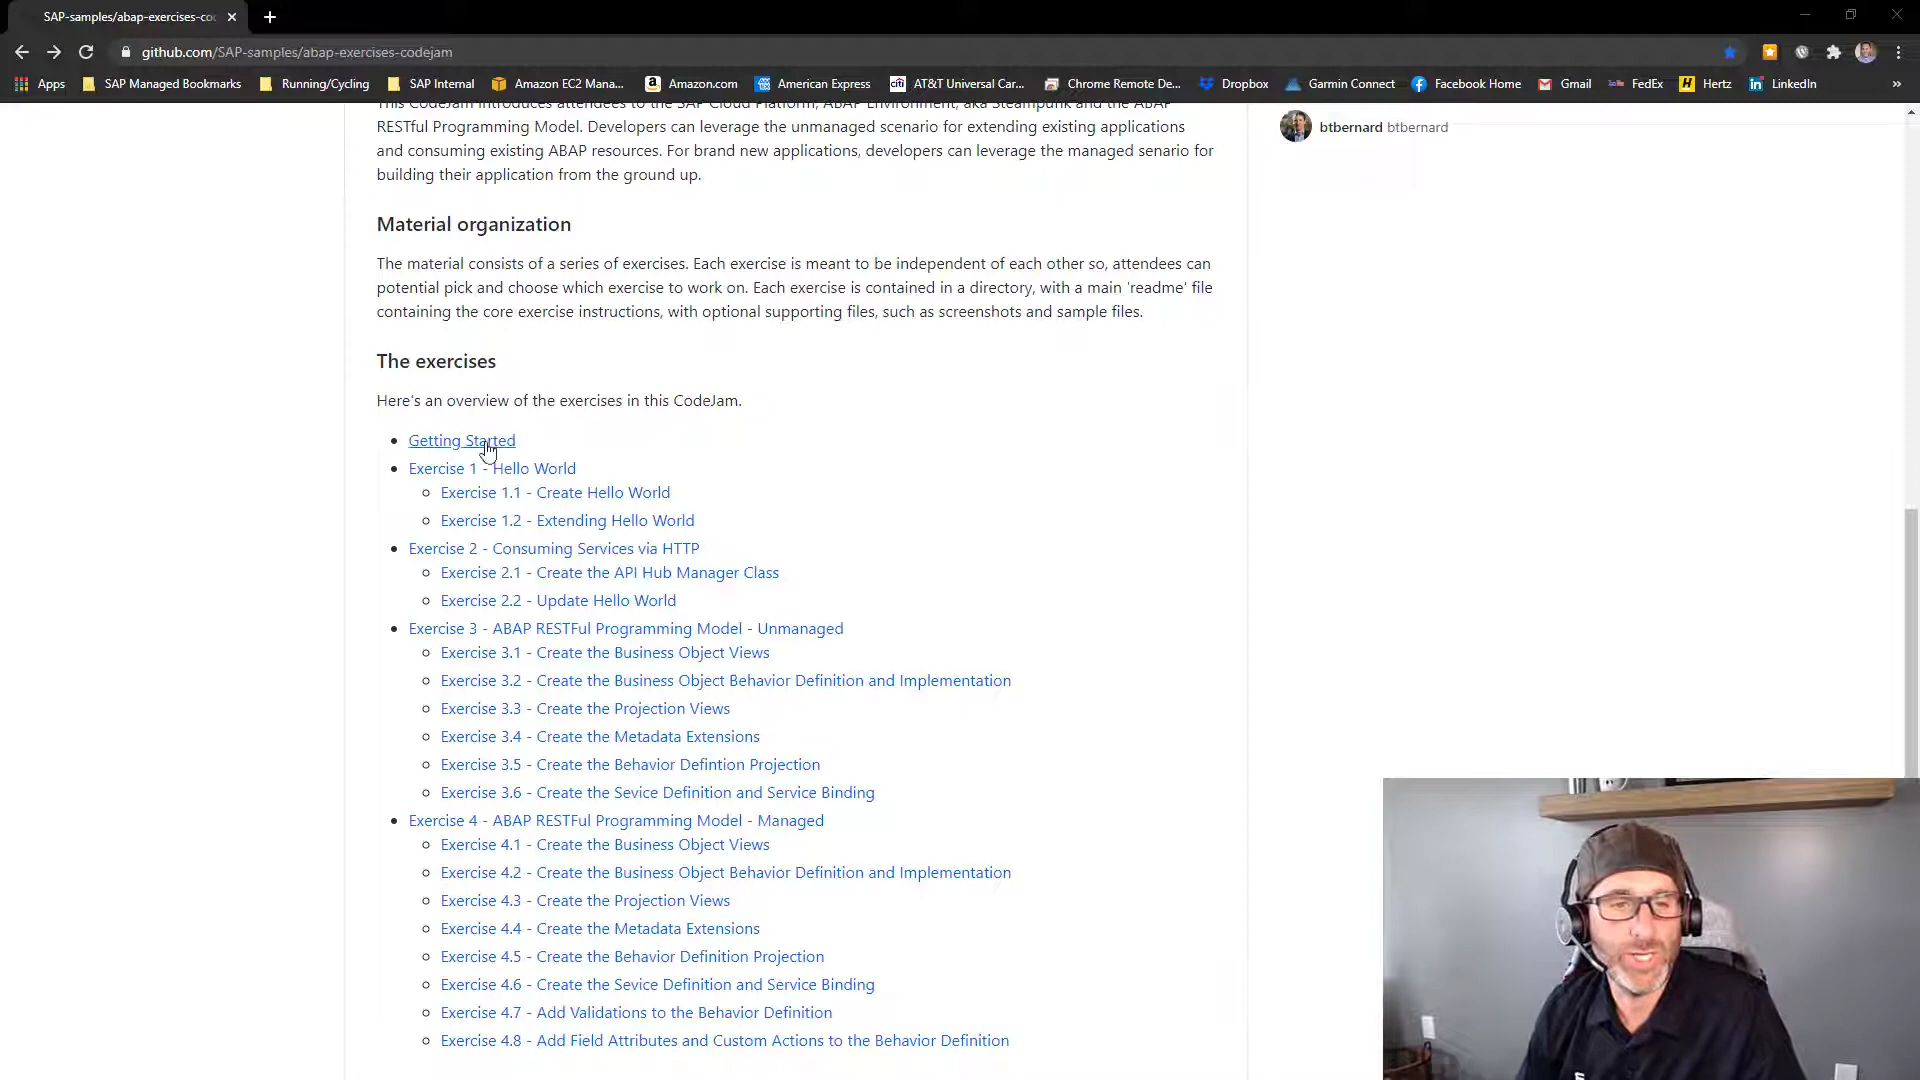 SAP-samples/abap-exercises-co
github.com/SAP-samples/abap-exercises-codejam
Apps SAP Managed Bookmarks Running/Cycling SAP Internal Amazon EC2 Mana... Amazon.com American Express AT&T Universal Car... Chrome Remote De... Dropbox Garmin Connect Facebook Home Gmail FedEx Hertz LinkedIn »
This CodeJam introduces attendees to the SAP Cloud Platform, ABAP Environment, aka Steampunk and the ABAP
RESTful Programming Model. Developers can leverage the unmanaged scenario for extending existing applications
and consuming existing ABAP resources. For brand new applications, developers can leverage the managed senario for
building their application from the ground up.
btbernard btbernard
Material organization
The material consists of a series of exercises. Each exercise is meant to be independent of each other so, attendees can
potential pick and choose which exercise to work on. Each exercise is contained in a directory, with a main 'readme' file
containing the core exercise instructions, with optional supporting files, such as screenshots and sample files.
The exercises
Here's an overview of the exercises in this CodeJam.
Getting Started
Exercise 1 - Hello World
Exercise 1.1 - Create Hello World
Exercise 1.2 - Extending Hello World
Exercise 2 - Consuming Services via HTTP
Exercise 2.1 - Create the API Hub Manager Class
Exercise 2.2 - Update Hello World
Exercise 3 - ABAP RESTFul Programming Model - Unmanaged
Exercise 3.1 - Create the Business Object Views
Exercise 3.2 - Create the Business Object Behavior Definition and Implementation
Exercise 3.3 - Create the Projection Views
Exercise 3.4 - Create the Metadata Extensions
Exercise 3.5 - Create the Behavior Defintion Projection
Exercise 3.6 - Create the Sevice Definition and Service Binding
Exercise 4 - ABAP RESTFul Programming Model - Managed
Exercise 4.1 - Create the Business Object Views
Exercise 4.2 - Create the Business Object Behavior Definition and Implementation
Exercise 4.3 - Create the Projection Views
Exercise 4.4 - Create the Metadata Extensions
Exercise 4.5 - Create the Behavior Definition Projection
Exercise 4.6 - Create the Sevice Definition and Service Binding
Exercise 4.7 - Add Validations to the Behavior Definition
Exercise 4.8 - Add Field Attributes and Custom Actions to the Behavior Definition